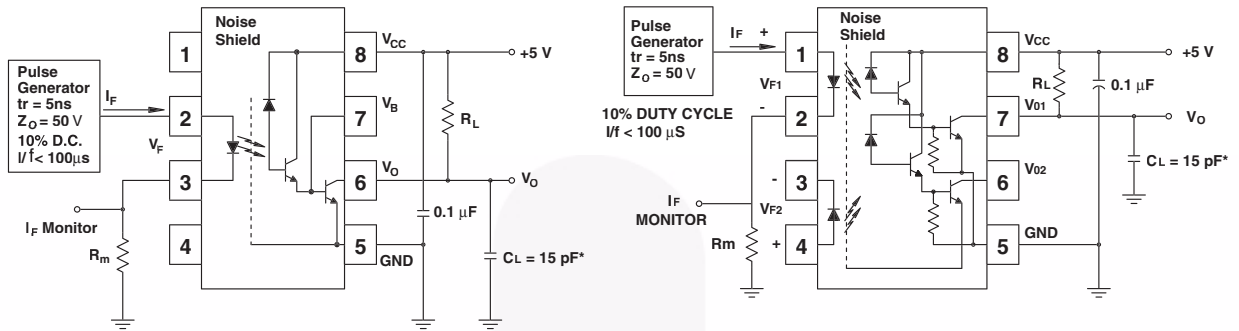 Pulse
Generator
tr = 5ns
ZO = 50 V
10% D.C.
I/f < 100μs
IF
VF
IF Monitor
Rm
Noise
Shield
1
2
3
4
8
7
6
5
VCC
VB
VO
GND
+5 V
RL
VO
0.1 μF
CL = 15 pF*
Pulse
Generator
tr = 5ns
ZO = 50 V
IF +
VF1
-
10% DUTY CYCLE
I/f < 100 μS
-
VF2
+
IF
MONITOR
Rm
Noise
Shield
1
2
3
4
8
7
6
5
VCC
V01
V02
GND
+5 V
RL
0.1 μF
VO
CL = 15 pF*